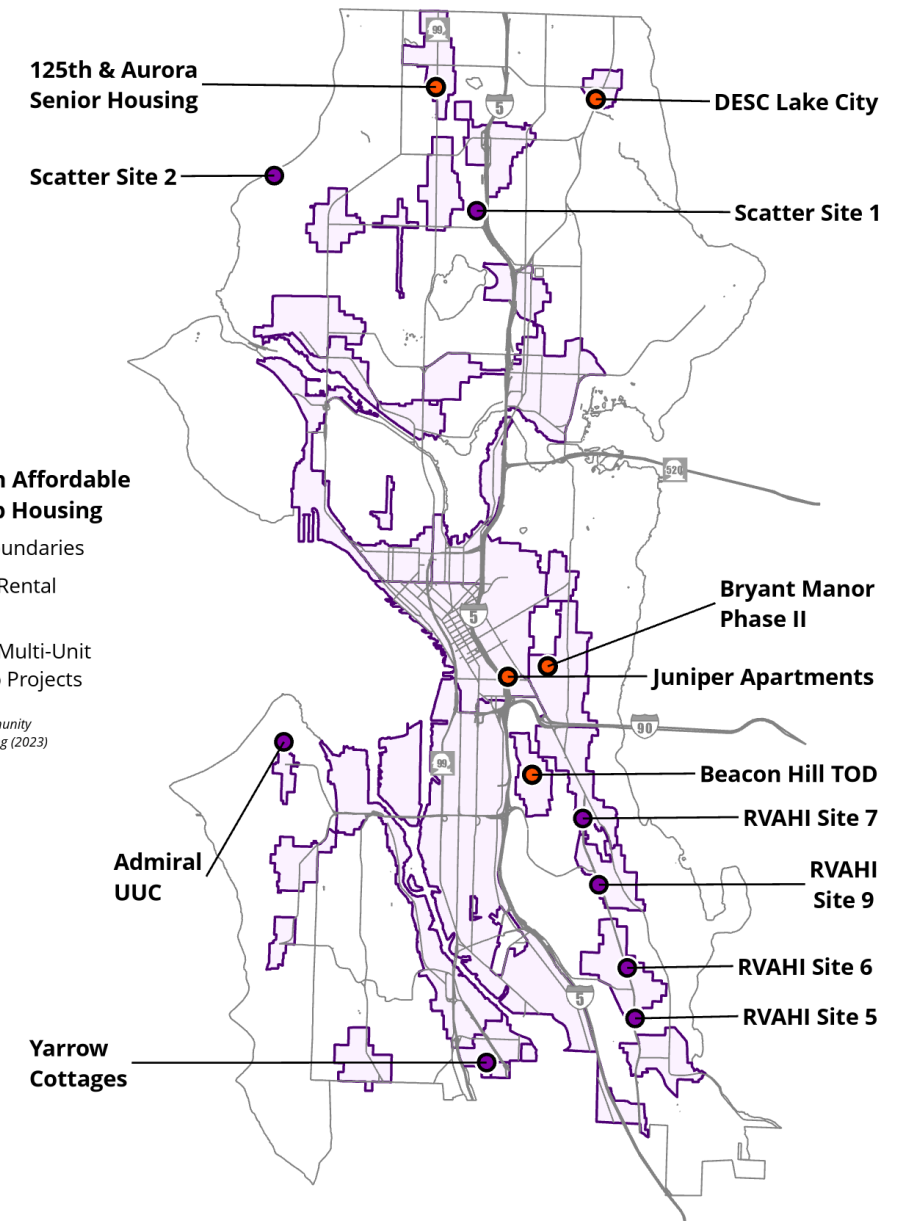 99
125th & Aurora
Senior Housing
5
DESC Lake City
Scatter Site 2
Scatter Site 1
520
Affordable
Housing
Rental
Multi-Unit
Projects
(2023)
5
Bryant Manor
Phase II
Juniper Apartments
90
99
Beacon Hill TOD
RVAHI Site 7
Admiral
UUC
RVAHI
Site 9
RVAHI Site 6
5
RVAHI Site 5
Yarrow
Cottages